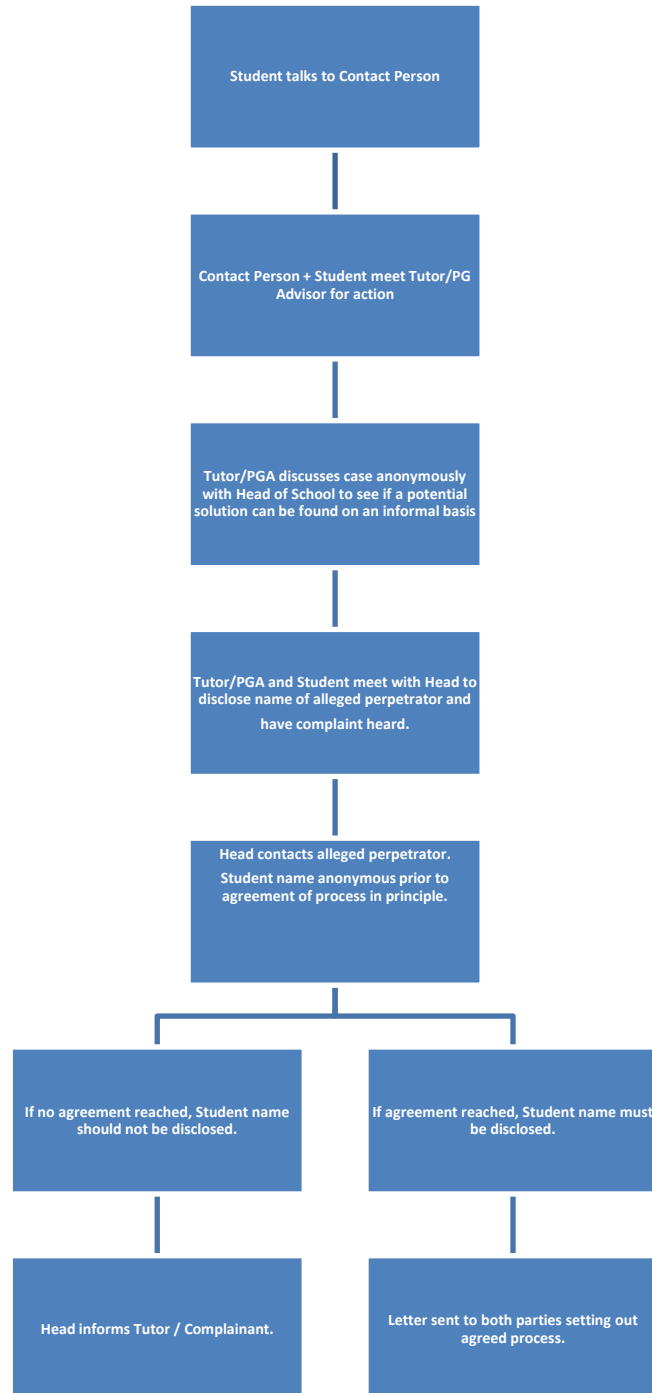 Student talks to Contact Person
Contact Person + Student meet Tutor/PG
Advisor for action
Tutor/PGA discusses case anonymously
with Head of School to see if a potential
solution can be found on an informal basis
Tutor/PGA and Student meet with Head to
disclose name of alleged perpetrator and
have complaint heard.
Head contacts alleged perpetrator.
Student name anonymous prior to
agreement of process in principle.
If no agreement reached, Student name
should not be disclosed.
If agreement reached, Student name must
be disclosed.
Head informs Tutor / Complainant.
Letter sent to both parties setting out
agreed process.